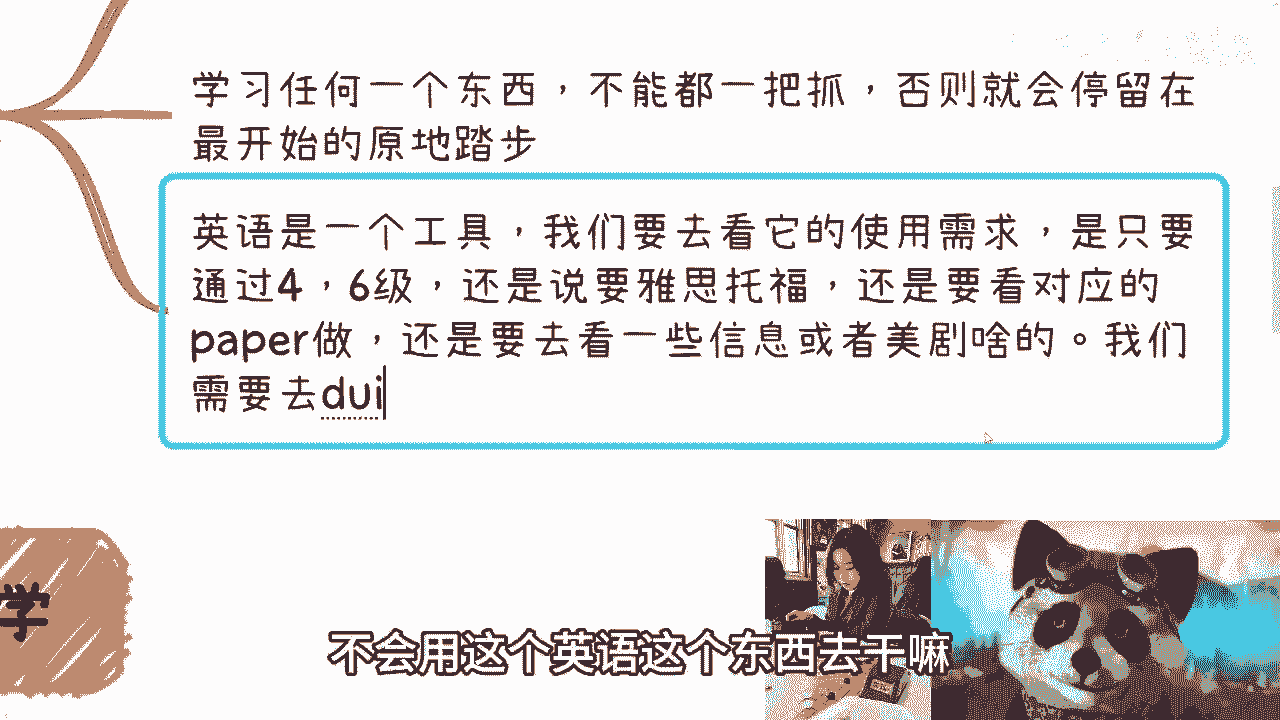 学习任何一个东西，不能都一把抓，否则就会停留在
最开始的原地踏步
英语是一个工具，我们要去看它的使用需求，是只要
通过4，6级，还是说要雅思托福，还是要看对应的
paper做，还是要去看一些信息或者美剧啥的。我们
需要去dui
学
不会用这个英语这个东西去干嘛